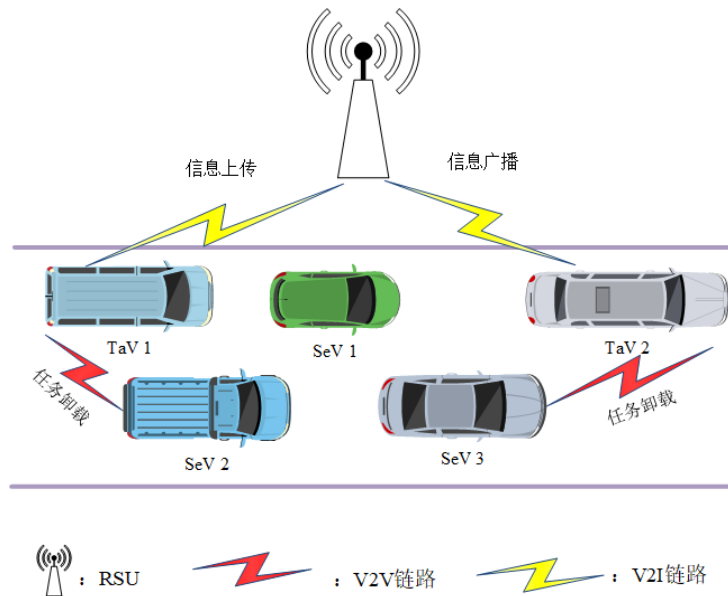 信息上传
信息广播
TaV 1
SeV 1
TaV 2
任务卸载
任务卸载
SeV 2
SeV 3
：RSU
：V2V链路
：V2I链路